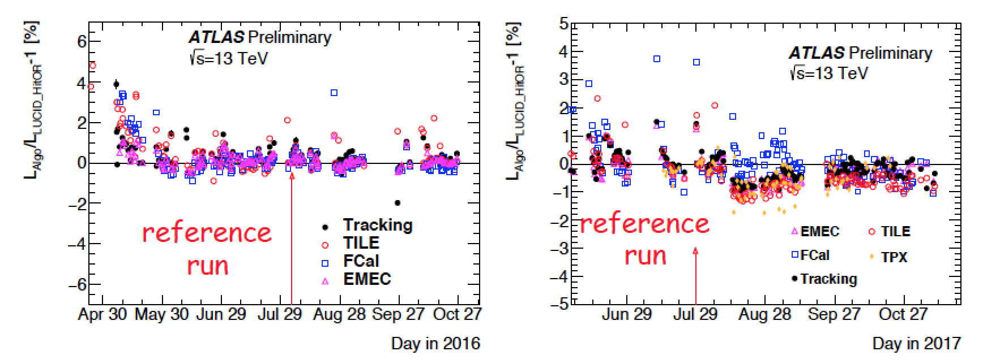 L_Algo/L_LUCID_HitOR-1 [%]
6
4
2
0
−2
−4
−6
ATLAS Preliminary
√s=13 TeV
reference
run
Tracking
TILE
FCal
EMEC
Apr 30 May 30 Jun 29 Jul 29 Aug 28 Sep 27 Oct 27
Day in 2016
L_Algo/L_LUCID_HitOR-1 [%]
5
4
3
2
1
0
−1
−2
−3
−4
−5
ATLAS Preliminary
√s=13 TeV
reference
run
EMEC TILE
FCal TPX
Tracking
Jun 29 Jul 29 Aug 28 Sep 27 Oct 27
Day in 2017